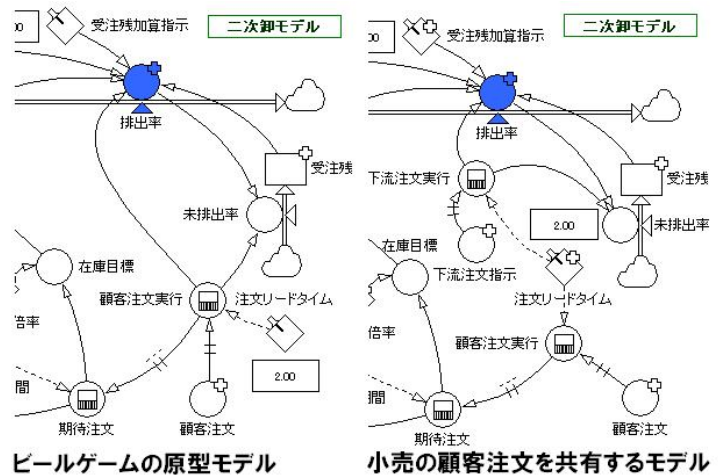 00
受注残加算指示
二次卸モデル
排出率
受注残
未排出率
在庫目標
顧客注文実行
注文リードタイム
倍率
2.00
間
期待注文
顧客注文
ビールゲームの原型モデル
00
受注残加算指示
二次卸モデル
排出率
下流注文実行
受注残
2.00
未排出率
在庫目標
下流注文指示
注文リードタイム
倍率
顧客注文実行
間
期待注文
顧客注文
小売の顧客注文を共有するモデル